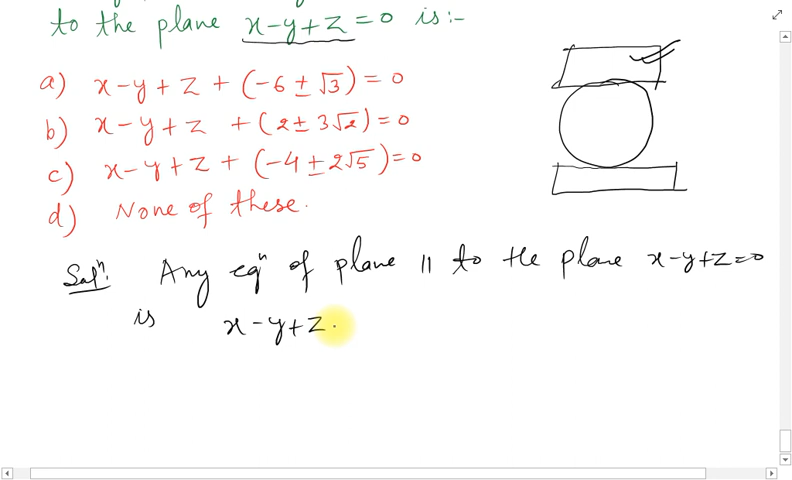 to the plane x-y+z=0 is:-
a) x-y+z+(-6±√3)=0
b) x-y+z+(2±3√2)=0
c) x-y+z+(-4±2√5)=0
d) None of these.
Solⁿ: Any eqⁿ of plane || to the plane x-y+z=0
is x-y+z